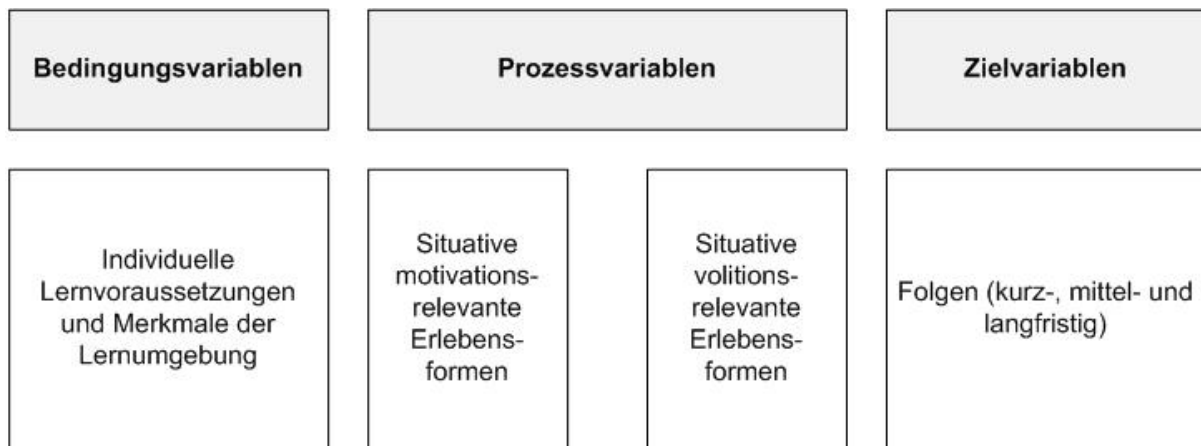 Bedingungsvariablen
Prozessvariablen
Zielvariablen
Individuelle
Lernvoraussetzungen
und Merkmale der
Lernumgebung
Situative
motivations-
relevante
Erlebens-
formen
Situative
volitions-
relevante
Erlebens-
formen
Folgen (kurz-, mittel- und
langfristig)